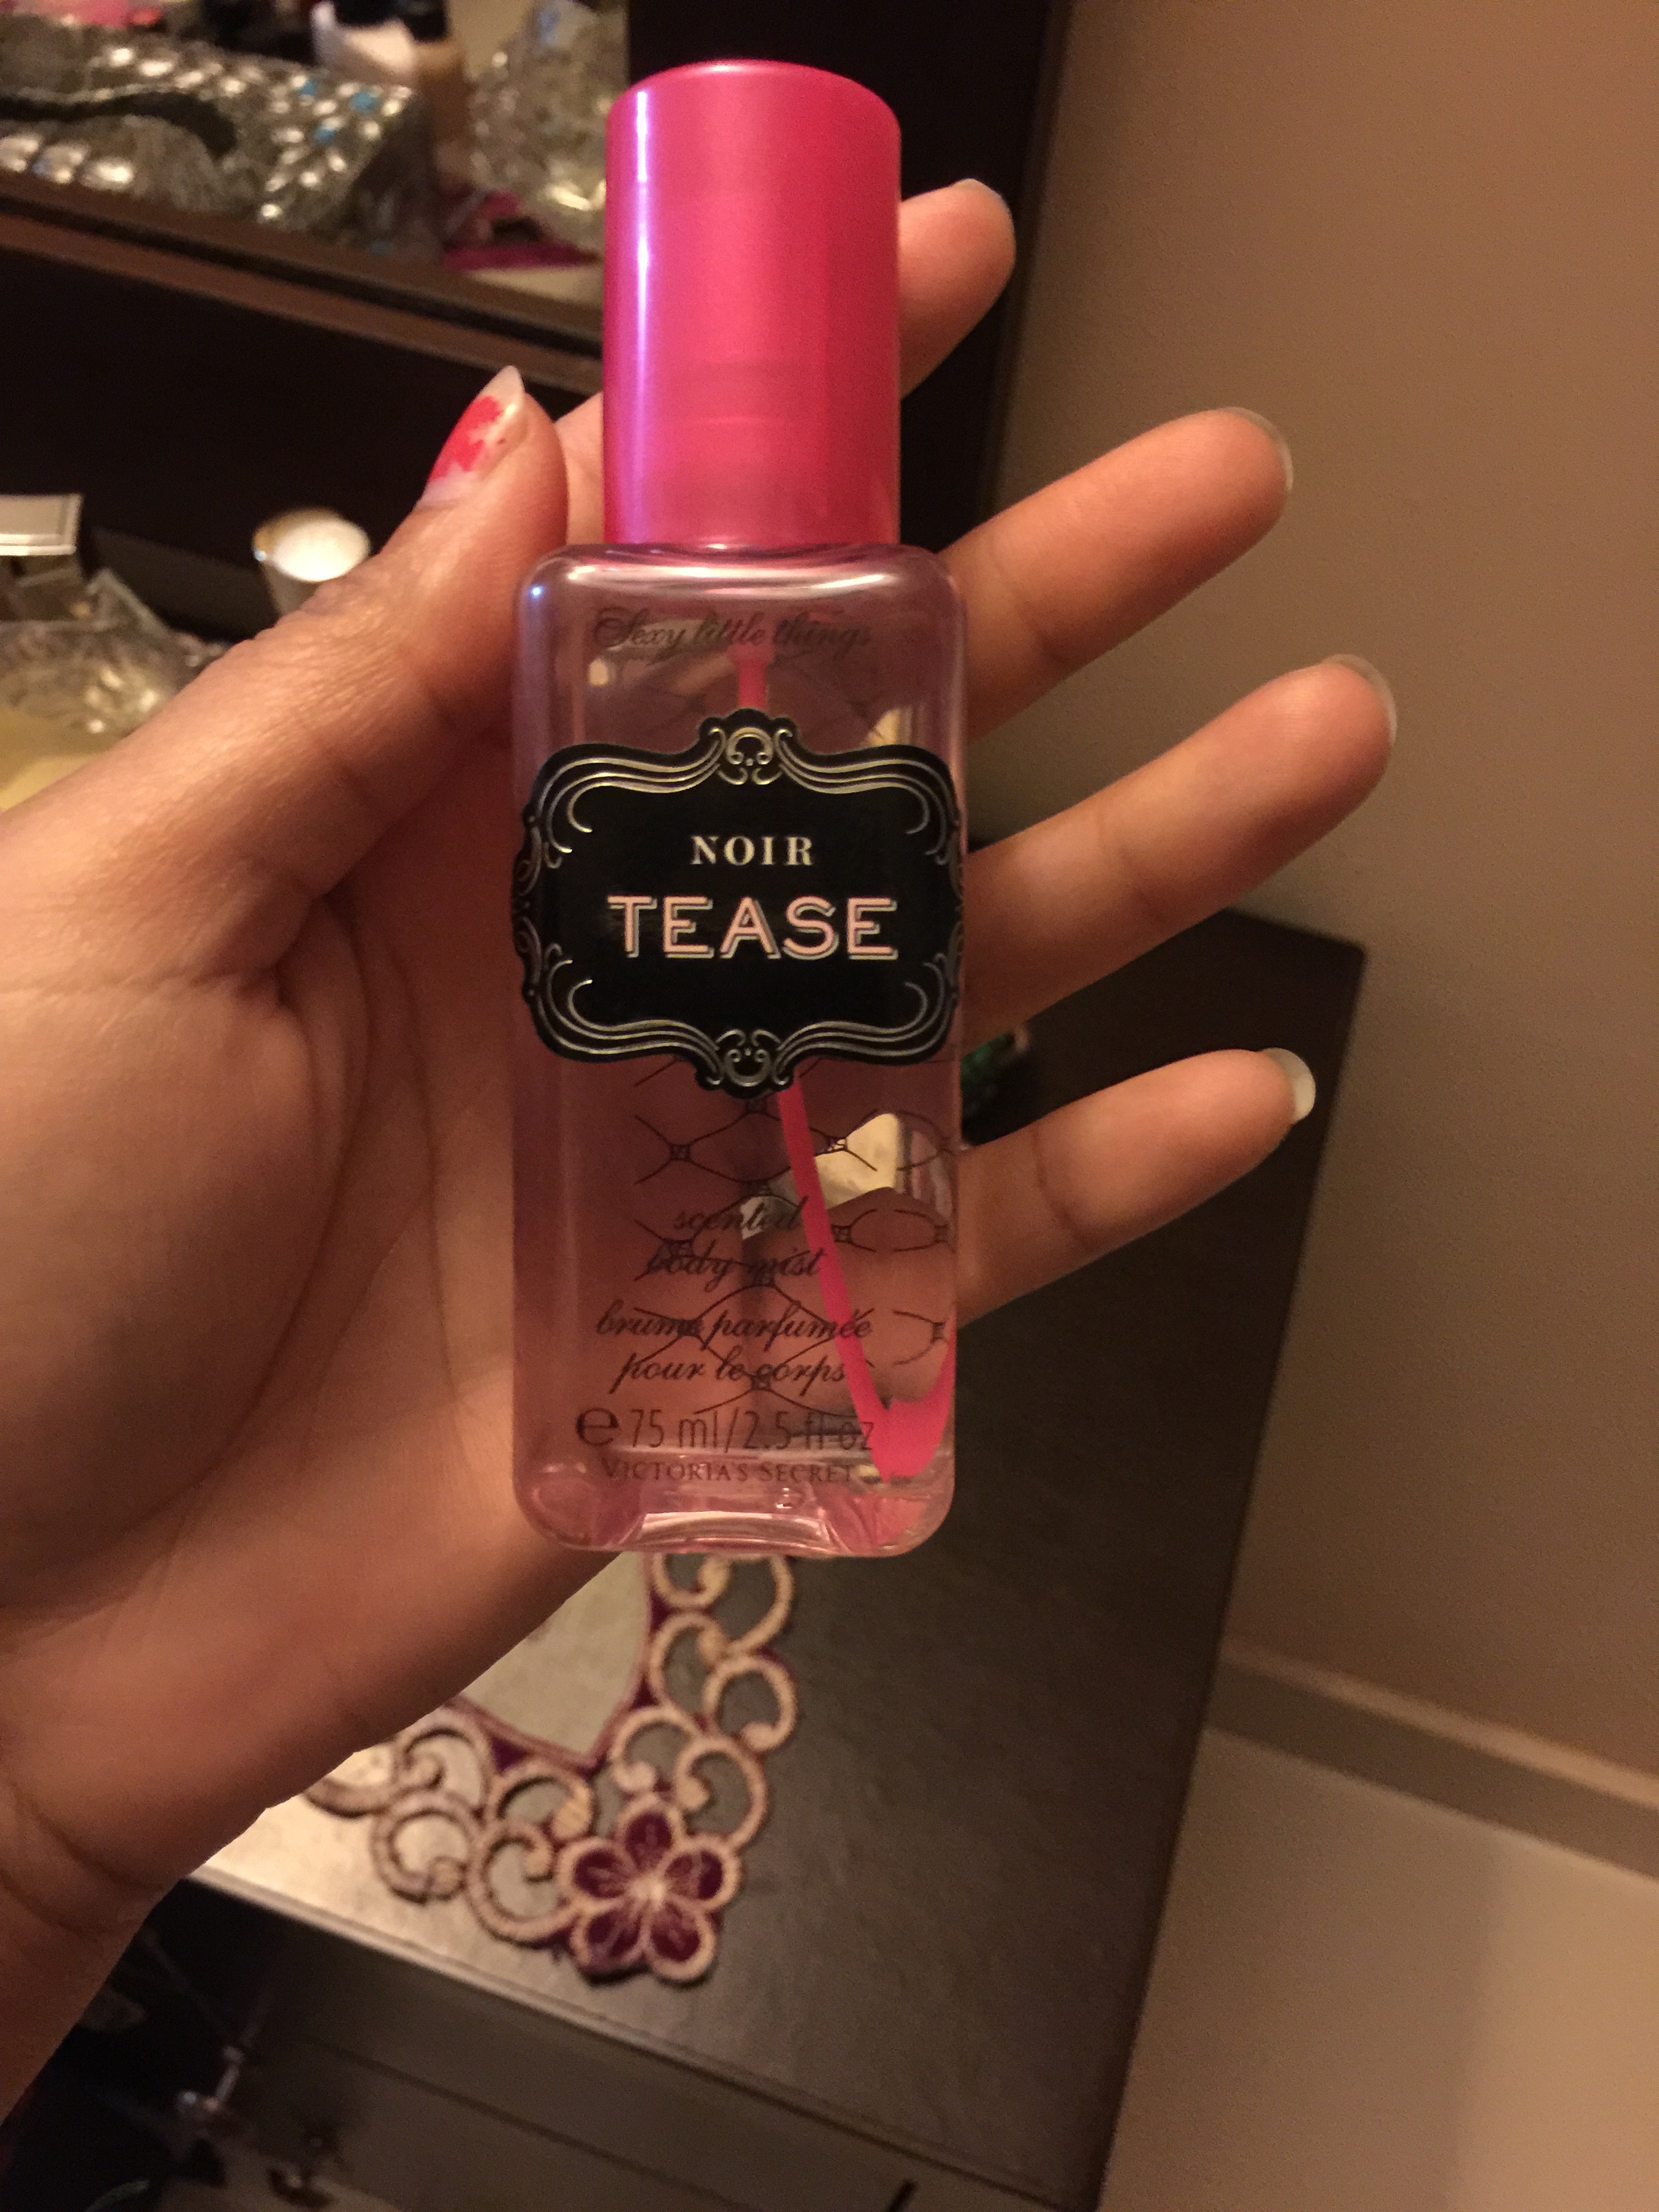 Sexy little things
NOIR
TEASE
scented
body mist
brume parfumée
pour le corps
e 75 ml/2.5 fl oz
VICTORIA'S SECRET